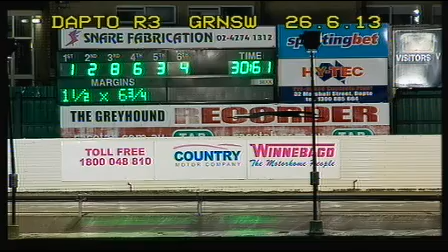 DAPTO R3 GRNSW 26.6.13
SNARE FABRICATION 02-4274 1312
1ST 2ND 3RD 4TH 5TH 6TH TIME
1 2 8 6 3 4 30:61
MARGINS
1 1/2 x 6 3/4
sportingbet
HY-TEC
VISITORS
THE GREYHOUND RECORDER
TAB TAB
TOLL FREE
1800 048 810
COUNTRY
MOTOR COMPANY
WINNEBAGO
The Motorhome People